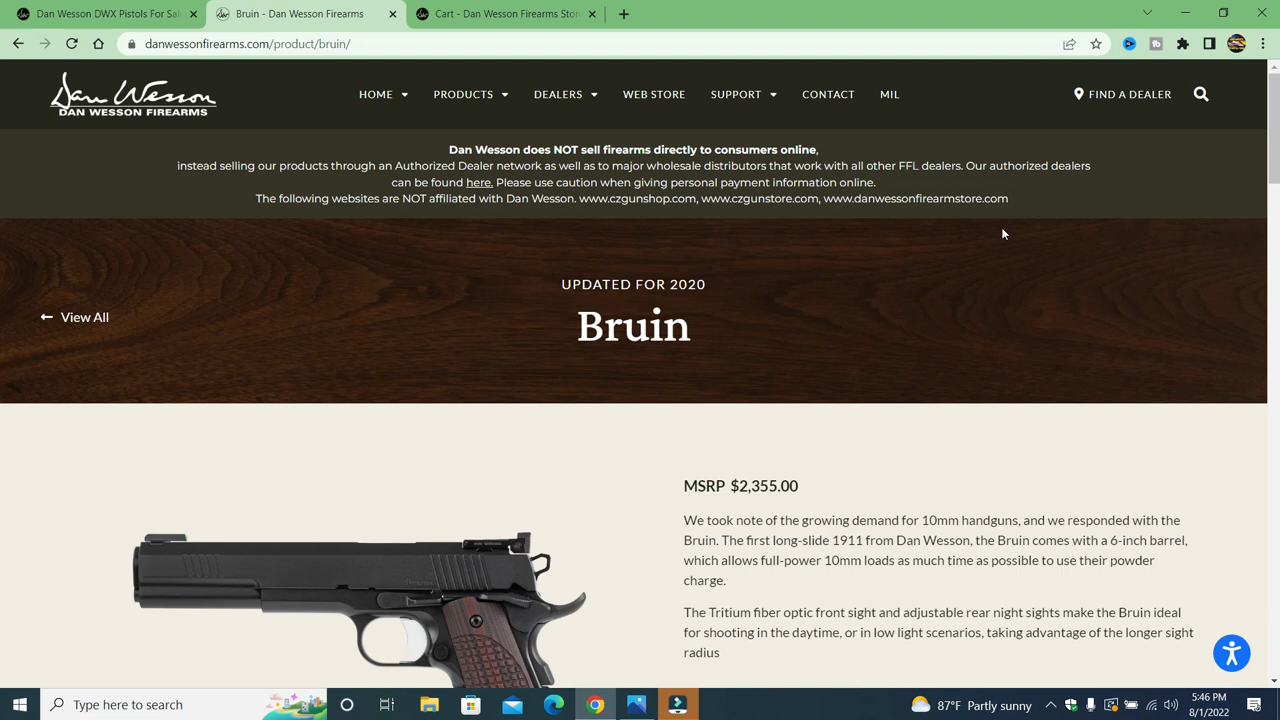 Dan Wesson DWX Pistols For Sal
Bruin - Dan Wesson Firearms
Cart - Dan Wesson Firearms Stor
danwessonfirearms.com/product/bruin/
Dan Wesson
DAN WESSON FIREARMS
HOME
PRODUCTS
DEALERS
WEB STORE
SUPPORT
CONTACT
MIL
FIND A DEALER
Dan Wesson does NOT sell firearms directly to consumers online,
instead selling our products through an Authorized Dealer network as well as to major wholesale distributors that work with all other FFL dealers. Our authorized dealers
can be found here. Please use caution when giving personal payment information online.
The following websites are NOT affiliated with Dan Wesson. www.czgunshop.com, www.czgunstore.com, www.danwessonfirearmstore.com
UPDATED FOR 2020
View All
Bruin
MSRP $2,355.00
We took note of the growing demand for 10mm handguns, and we responded with the
Bruin. The first long-slide 1911 from Dan Wesson, the Bruin comes with a 6-inch barrel,
which allows full-power 10mm loads as much time as possible to use their powder
charge.
The Tritium fiber optic front sight and adjustable rear night sights make the Bruin ideal
for shooting in the daytime, or in low light scenarios, taking advantage of the longer sight
radius
Type here to search
87°F Partly sunny
5:46 PM
8/1/2022